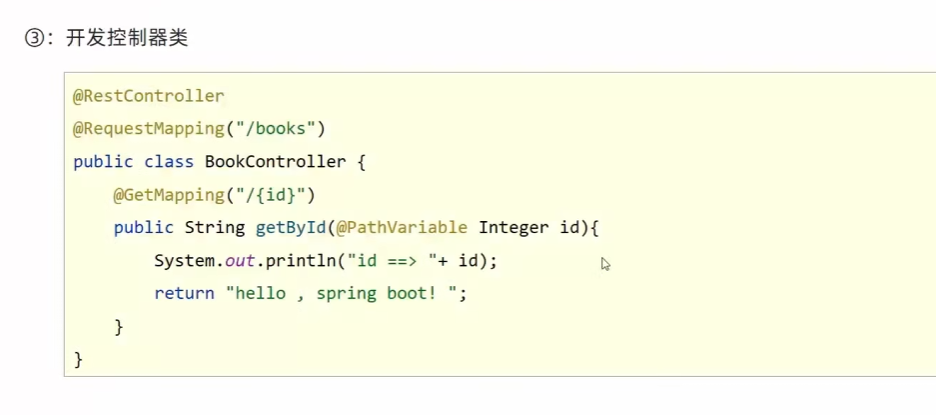 ③：开发控制器类
@RestController
@RequestMapping("/books")
public class BookController {
    @GetMapping("/{id}")
    public String getById(@PathVariable Integer id){
        System.out.println("id ==> "+ id);
        return "hello , spring boot! ";
    }
}